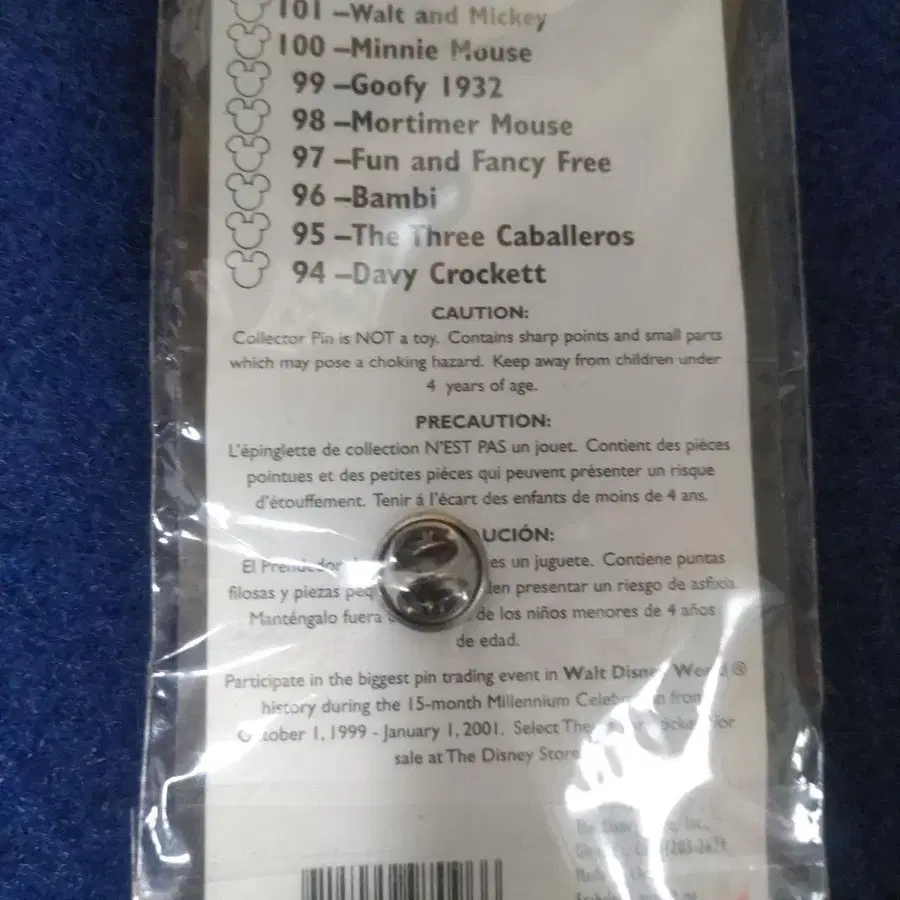 101 –Walt and Mickey
100 –Minnie Mouse
99 –Goofy 1932
98 –Mortimer Mouse
97 –Fun and Fancy Free
96 –Bambi
95 –The Three Caballeros
94 –Davy Crockett
CAUTION:
Collector Pin is NOT a toy. Contains sharp points and small parts
which may pose a choking hazard. Keep away from children under
4 years of age.
PRECAUTION:
L'épinglette de collection N'EST PAS un jouet. Contient des piéces
pointues et des petites piéces qui peuvent présenter un risque
d'étouffement. Tenir á l'écart des enfants de moins de 4 ans.
UCIÓN:
El Prendedor es un juguete. Contiene puntas
filosas y piezas peq den presentar un riesgo de asfixia.
Manténgalo fuera de los niños menores de 4 años
de edad.
Participate in the biggest pin trading event in Walt Disney World®
history during the 15-month Millennium Celebration from
October 1, 1999 - January 1, 2001. Select for
sale at The Disney Store
Inc.,